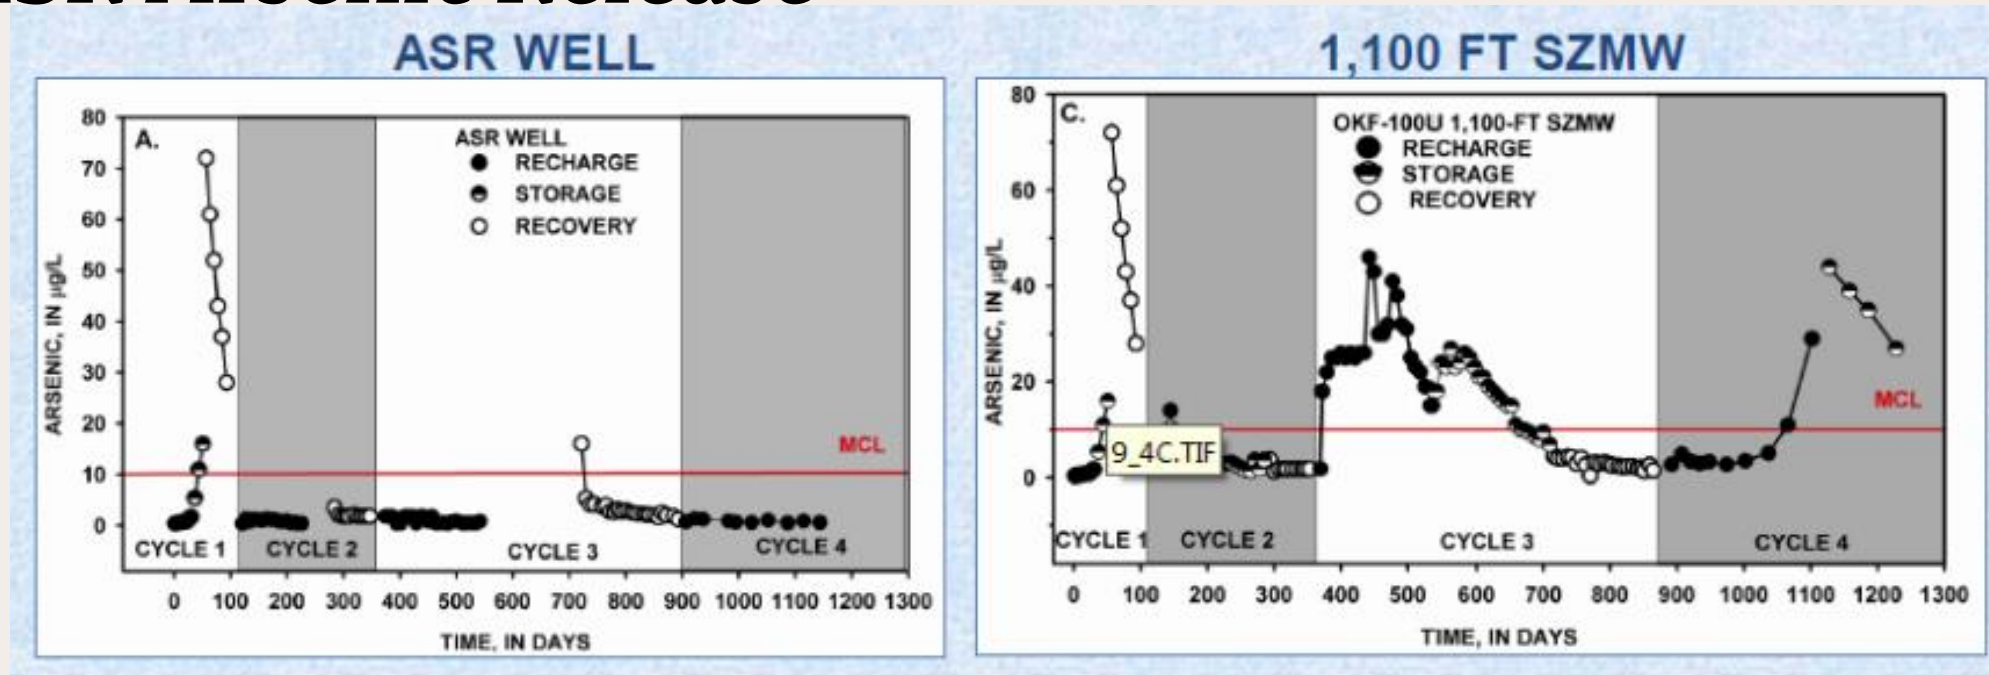 ASR WELL
A.
ASR WELL
RECHARGE
STORAGE
RECOVERY
ARSENIC, IN µg/L
80
70
60
50
40
30
20
10
0
MCL
CYCLE 1
CYCLE 2
CYCLE 3
CYCLE 4
0 100 200 300 400 500 600 700 800 900 1000 1100 1200 1300
TIME, IN DAYS
1,100 FT SZMW
C.
OKF-100U 1,100-FT SZMW
RECHARGE
STORAGE
RECOVERY
ARSENIC, IN µg/L
80
60
40
20
0
MCL
9_4C.TIF
CYCLE 1
CYCLE 2
CYCLE 3
CYCLE 4
0 100 200 300 400 500 600 700 800 900 1000 1100 1200 1300
TIME, IN DAYS